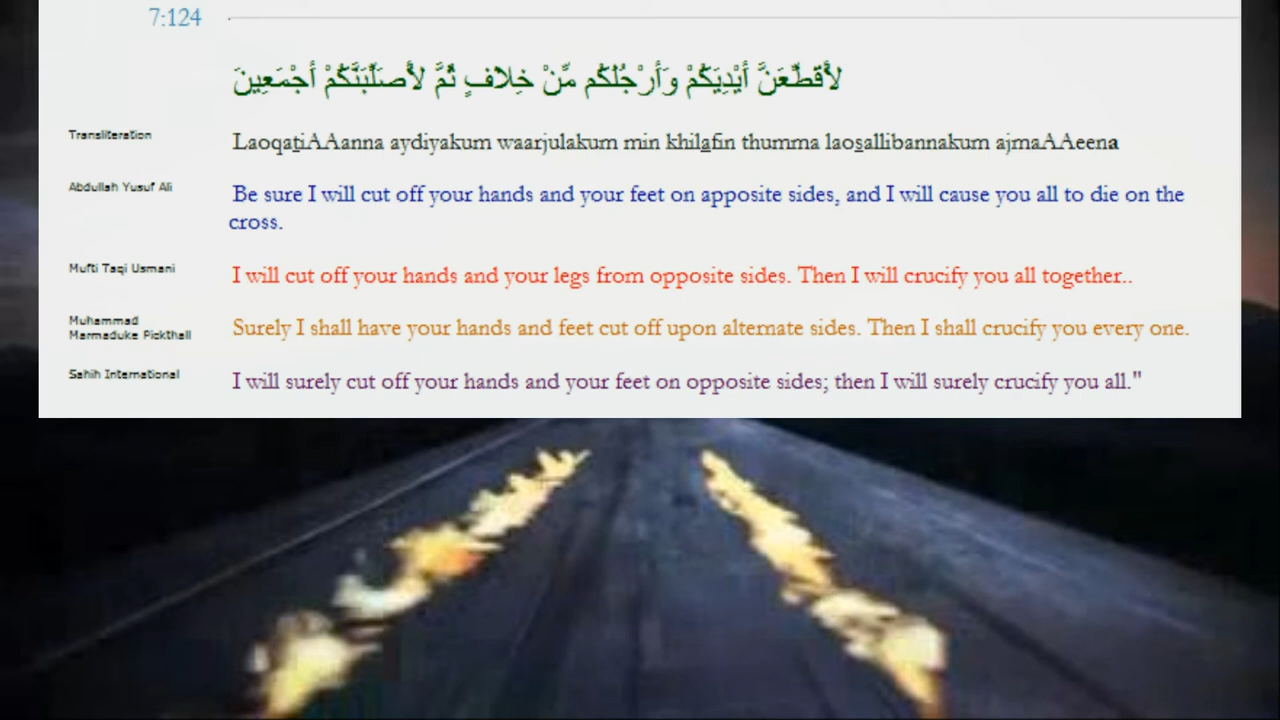 7:124
لَأُقَطِّعَنَّ أَيْدِيَكُمْ وَأَرْجُلَكُم مِّنْ خِلَافٍ ثُمَّ لَأُصَلِّبَنَّكُمْ أَجْمَعِينَ
Transliteration
LaoqatiAAanna aydiyakum waarjulakum min khilafin thumma laosallibannakum ajmaAAeena
Abdullah Yusuf Ali
Be sure I will cut off your hands and your feet on apposite sides, and I will cause you all to die on the
cross.
Mufti Taqi Usmani
I will cut off your hands and your legs from opposite sides. Then I will crucify you all together..
Muhammad
Marmaduke Pickthall
Surely I shall have your hands and feet cut off upon alternate sides. Then I shall crucify you every one.
Sahih International
I will surely cut off your hands and your feet on opposite sides; then I will surely crucify you all."